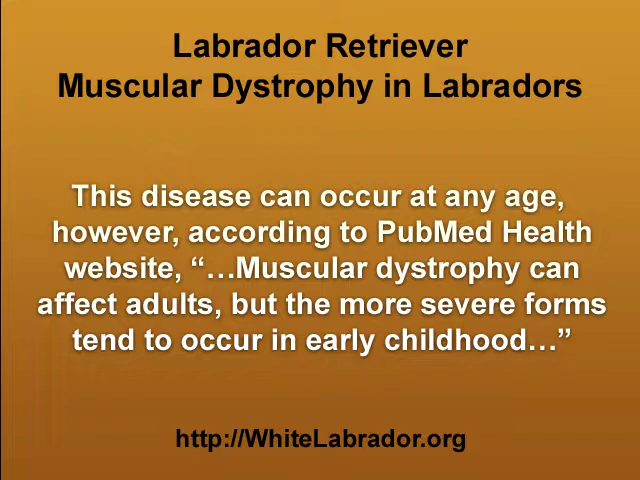 Labrador Retriever
Muscular Dystrophy in Labradors
This disease can occur at any age,
however, according to PubMed Health
website, “…Muscular dystrophy can
affect adults, but the more severe forms
tend to occur in early childhood…”
http://WhiteLabrador.org